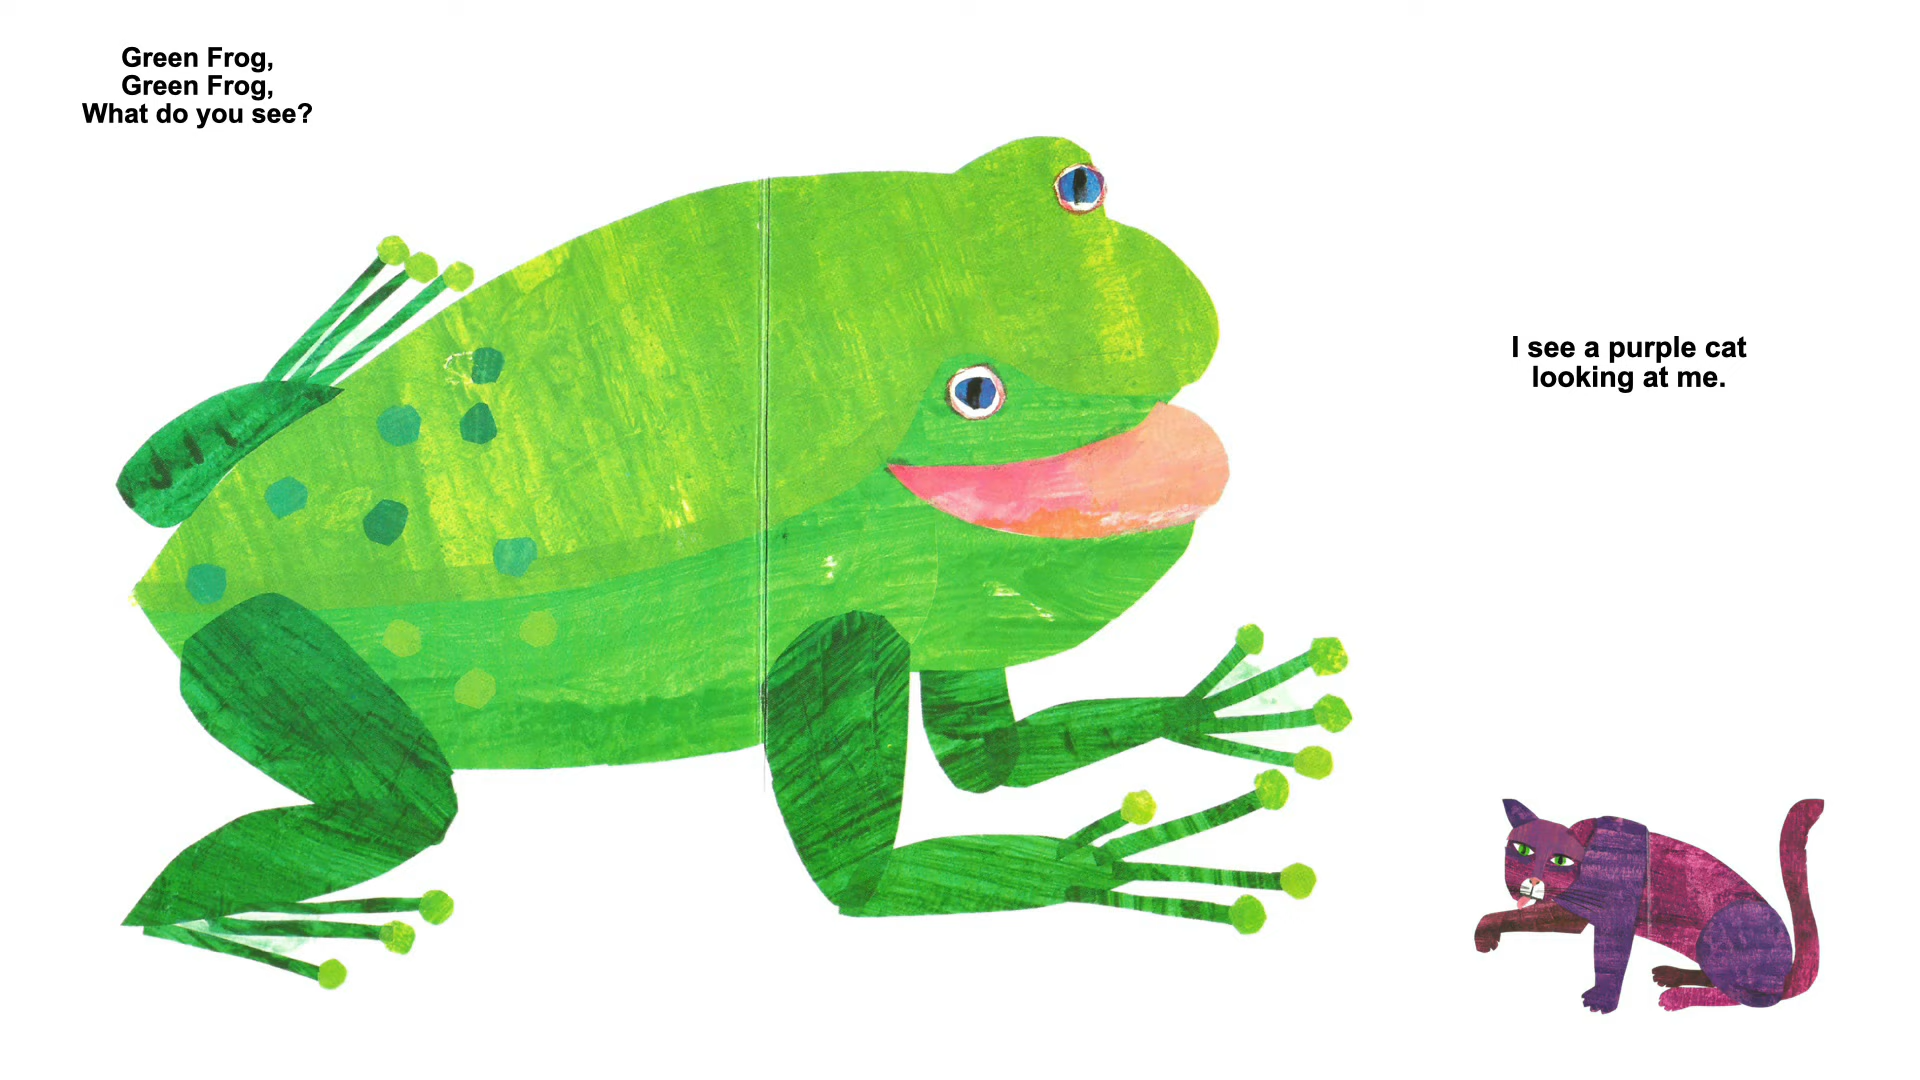 Green Frog,
Green Frog,
What do you see?
I see a purple cat
looking at me.